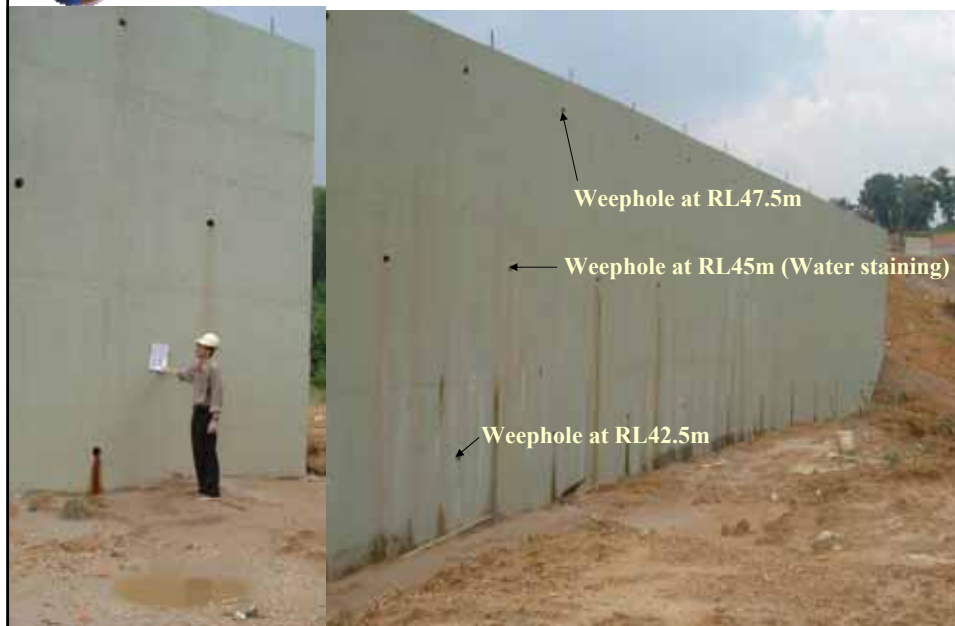 Weephole at RL47.5m
Weephole at RL45m (Water staining)
Weephole at RL42.5m